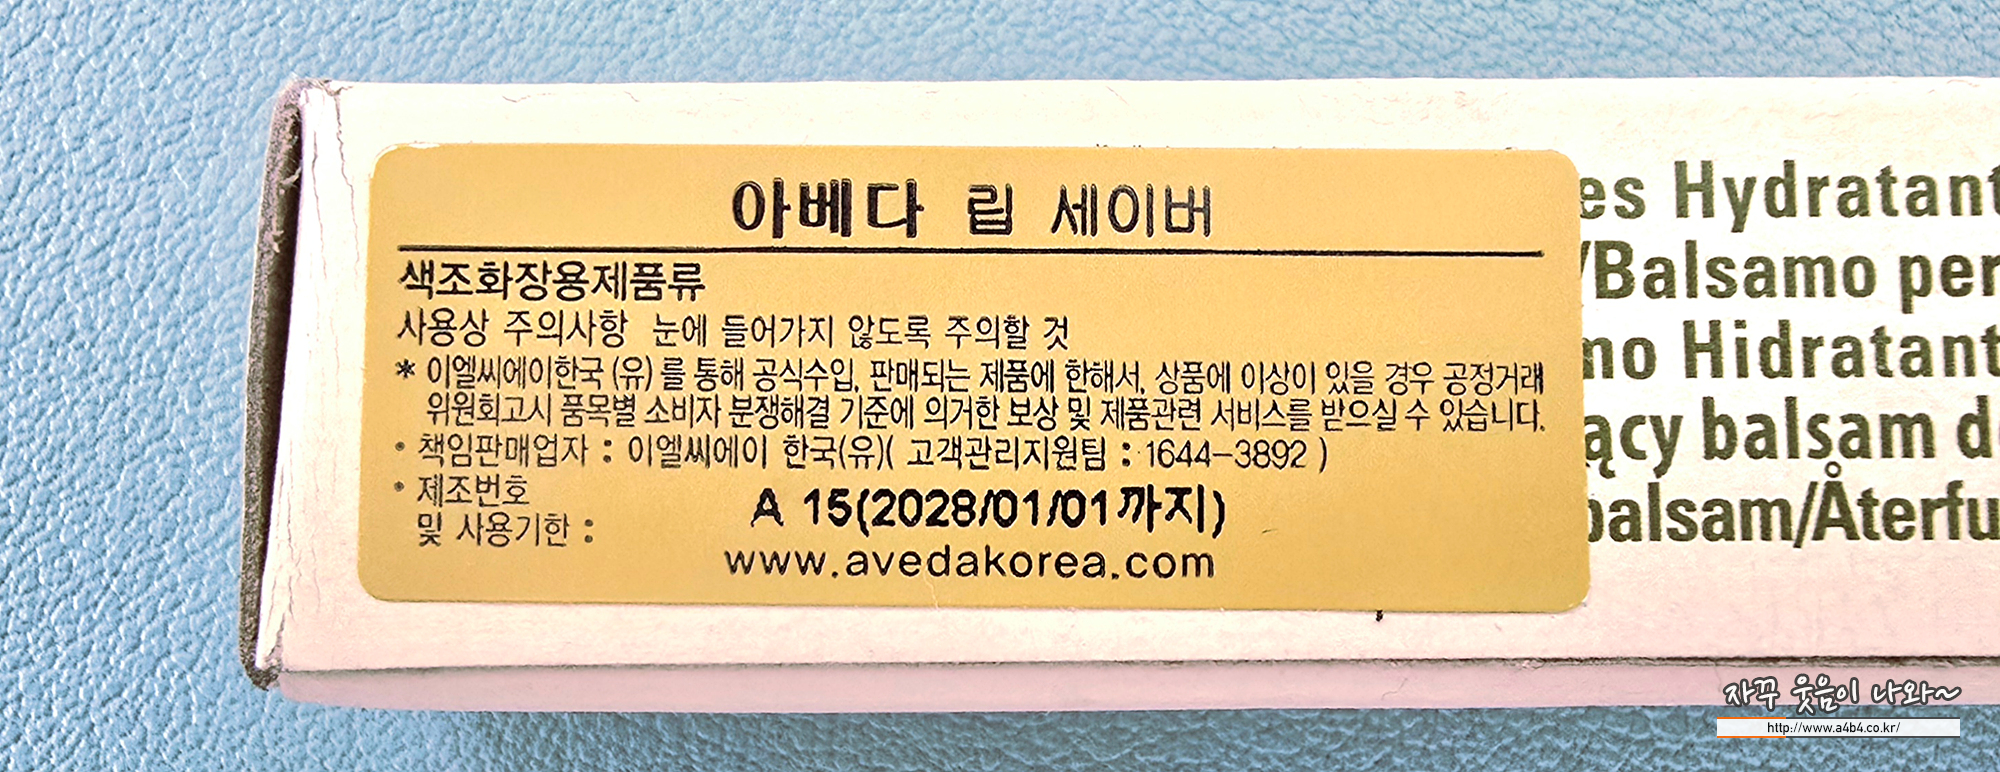 아베다 립 세이버
색조화장용제품류
사용상 주의사항 눈에 들어가지 않도록 주의할 것
* 이엘씨에이한국 (유) 를 통해 공식수입, 판매되는 제품에 한해서, 상품에 이상이 있을 경우 공정거래
위원회고시 품목별 소비자 분쟁해결 기준에 의거한 보상 및 제품관련 서비스를 받으실 수 있습니다.
• 책임판매업자 : 이엘씨에이 한국(유)( 고객관리지원팀 : 1644-3892 )
• 제조번호
및 사용기한 : A 15(2028/01/01까지)
www.avedakorea.com
es Hydratant
/Balsamo per
mo Hidratant
ący balsam d
balsam/Återfu
자꾸 웃음이 나와~
http://www.a4b4.co.kr/